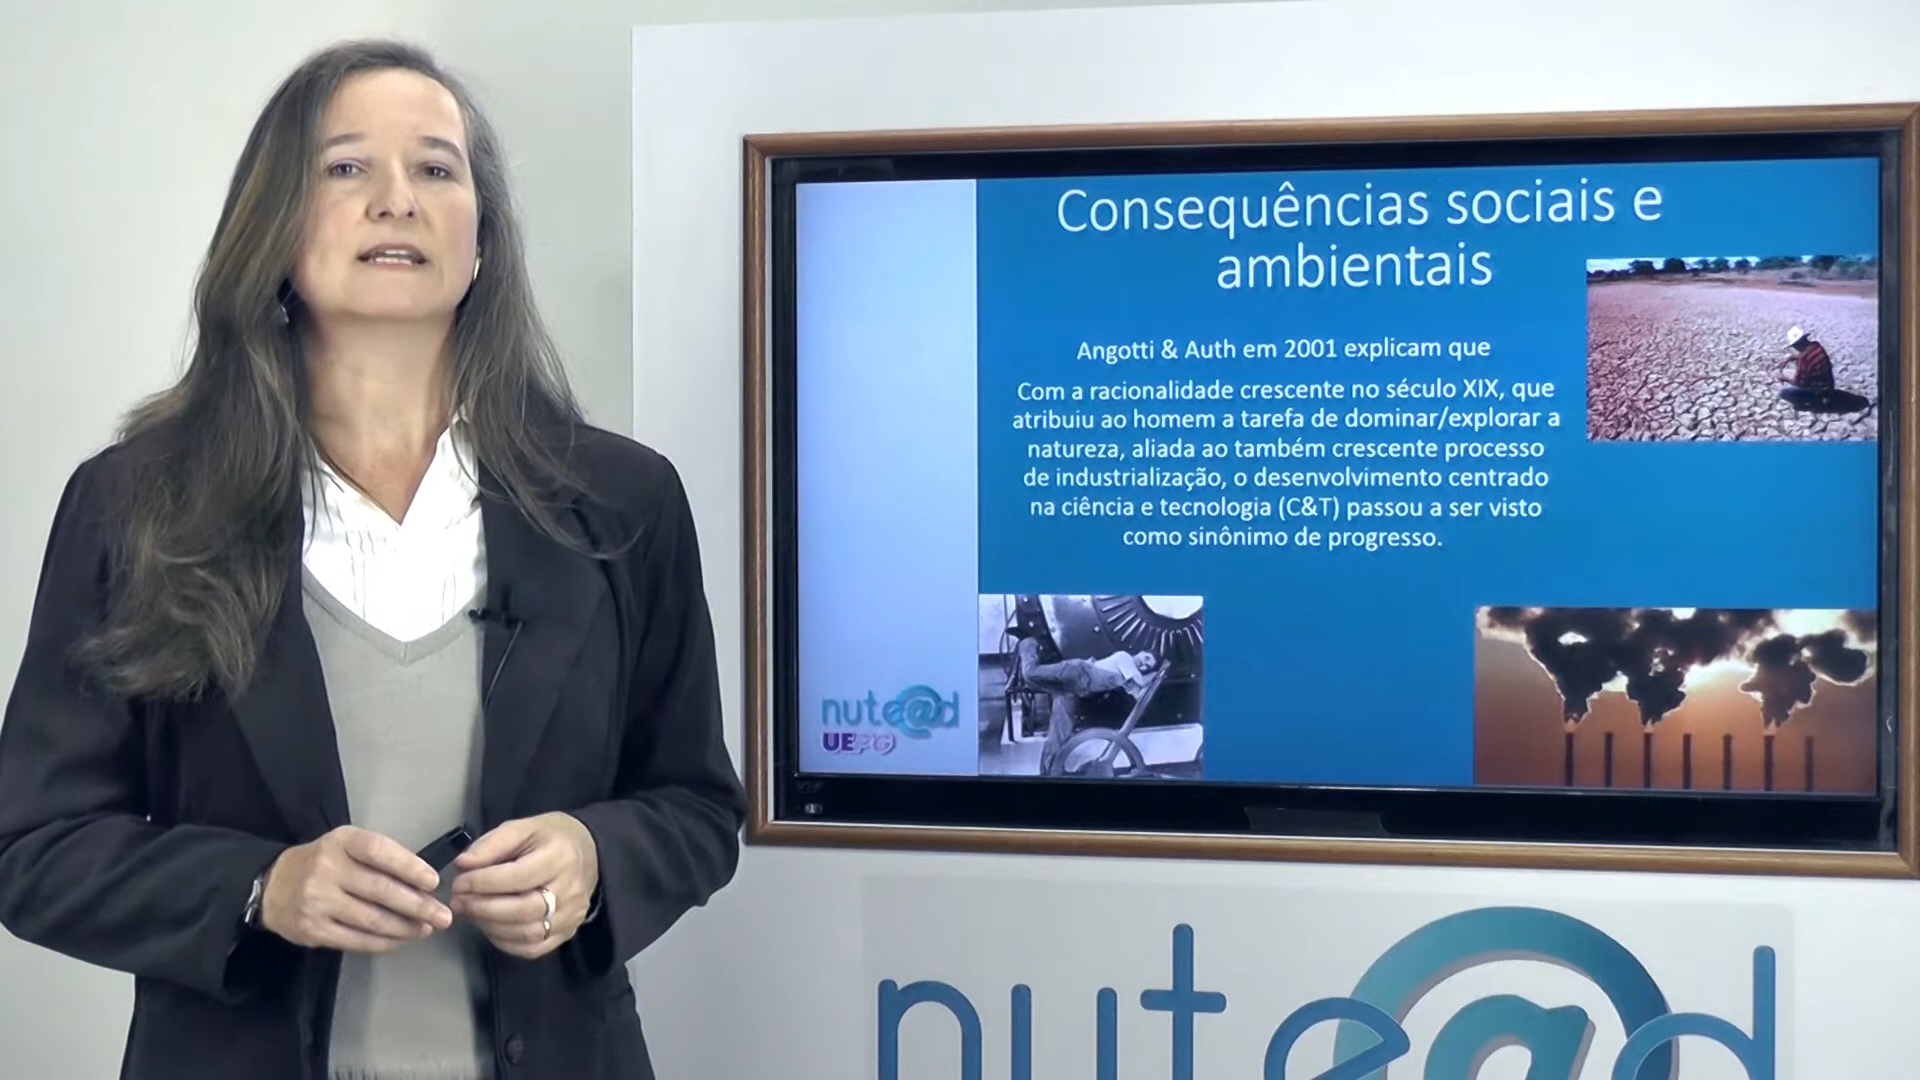 Consequências sociais e
ambientais
Angotti & Auth em 2001 explicam que
Com a racionalidade crescente no século XIX, que
atribuiu ao homem a tarefa de dominar/explorar a
natureza, aliada ao também crescente processo
de industrialização, o desenvolvimento centrado
na ciência e tecnologia (C&T) passou a ser visto
como sinônimo de progresso.
nute@d
UEPG
nute@d